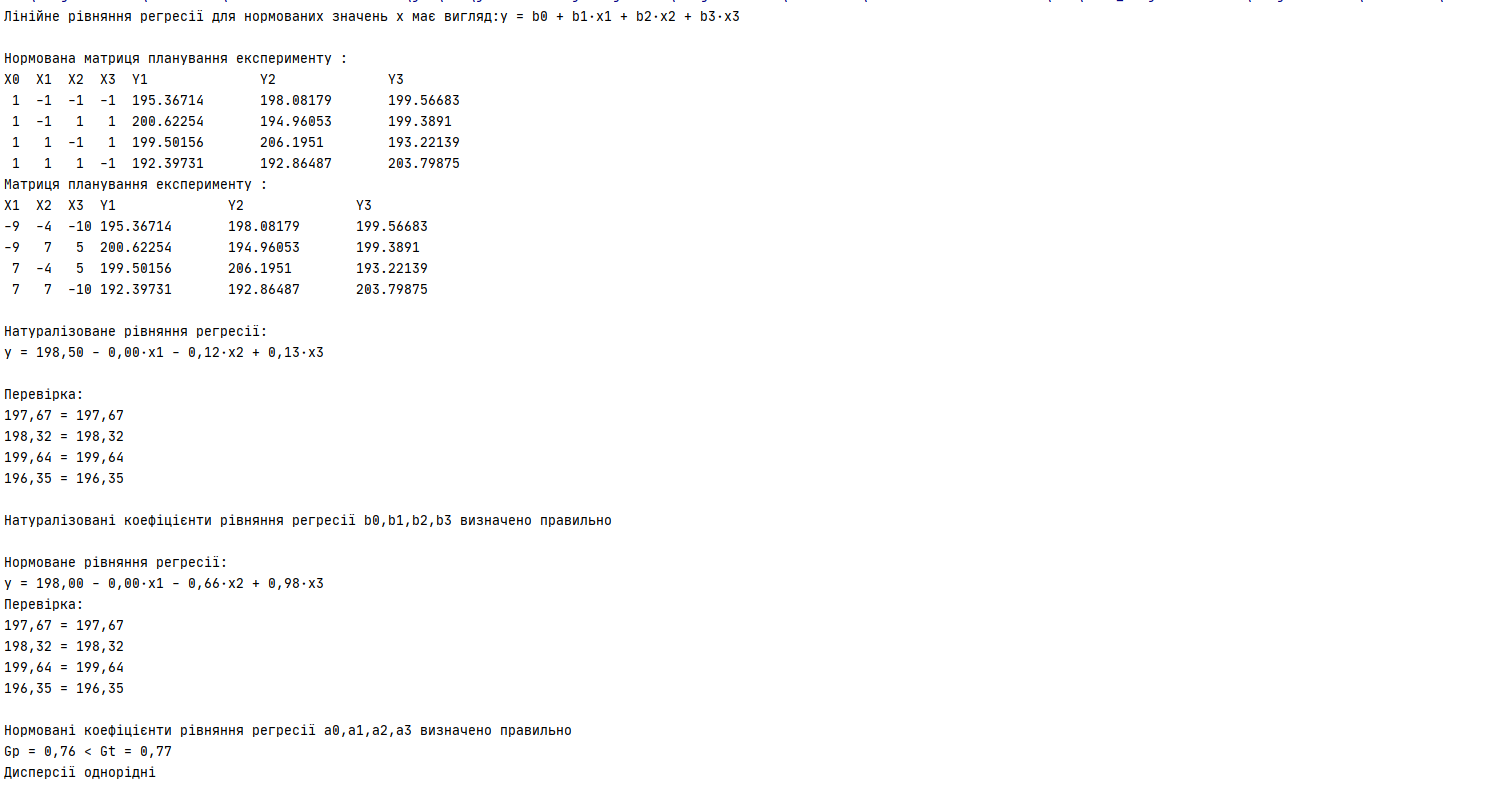 Лінійне рівняння регресії для нормованих значень x має вигляд:y = b0 + b1·x1 + b2·x2 + b3·x3
Нормована матриця планування експерименту :
X0 X1 X2 X3 Y1 Y2 Y3
1 -1 -1 -1 195.36714 198.08179 199.56683
1 -1 1 1 200.62254 194.96053 199.3891
1 1 -1 1 199.50156 206.1951 193.22139
1 1 1 -1 192.39731 192.86487 203.79875
Матриця планування експерименту :
X1 X2 X3 Y1 Y2 Y3
-9 -4 -10 195.36714 198.08179 199.56683
-9 7 5 200.62254 194.96053 199.3891
7 -4 5 199.50156 206.1951 193.22139
7 7 -10 192.39731 192.86487 203.79875
Натуралізоване рівняння регресії:
y = 198,50 - 0,00·x1 - 0,12·x2 + 0,13·x3
Перевірка:
197,67 = 197,67
198,32 = 198,32
199,64 = 199,64
196,35 = 196,35
Натуралізовані коефіцієнти рівняння регресії b0,b1,b2,b3 визначено правильно
Нормоване рівняння регресії:
y = 198,00 - 0,00·x1 - 0,66·x2 + 0,98·x3
Перевірка:
197,67 = 197,67
198,32 = 198,32
199,64 = 199,64
196,35 = 196,35
Нормовані коефіцієнти рівняння регресії a0,a1,a2,a3 визначено правильно
Gp = 0,76 < Gt = 0,77
Дисперсії однорідні